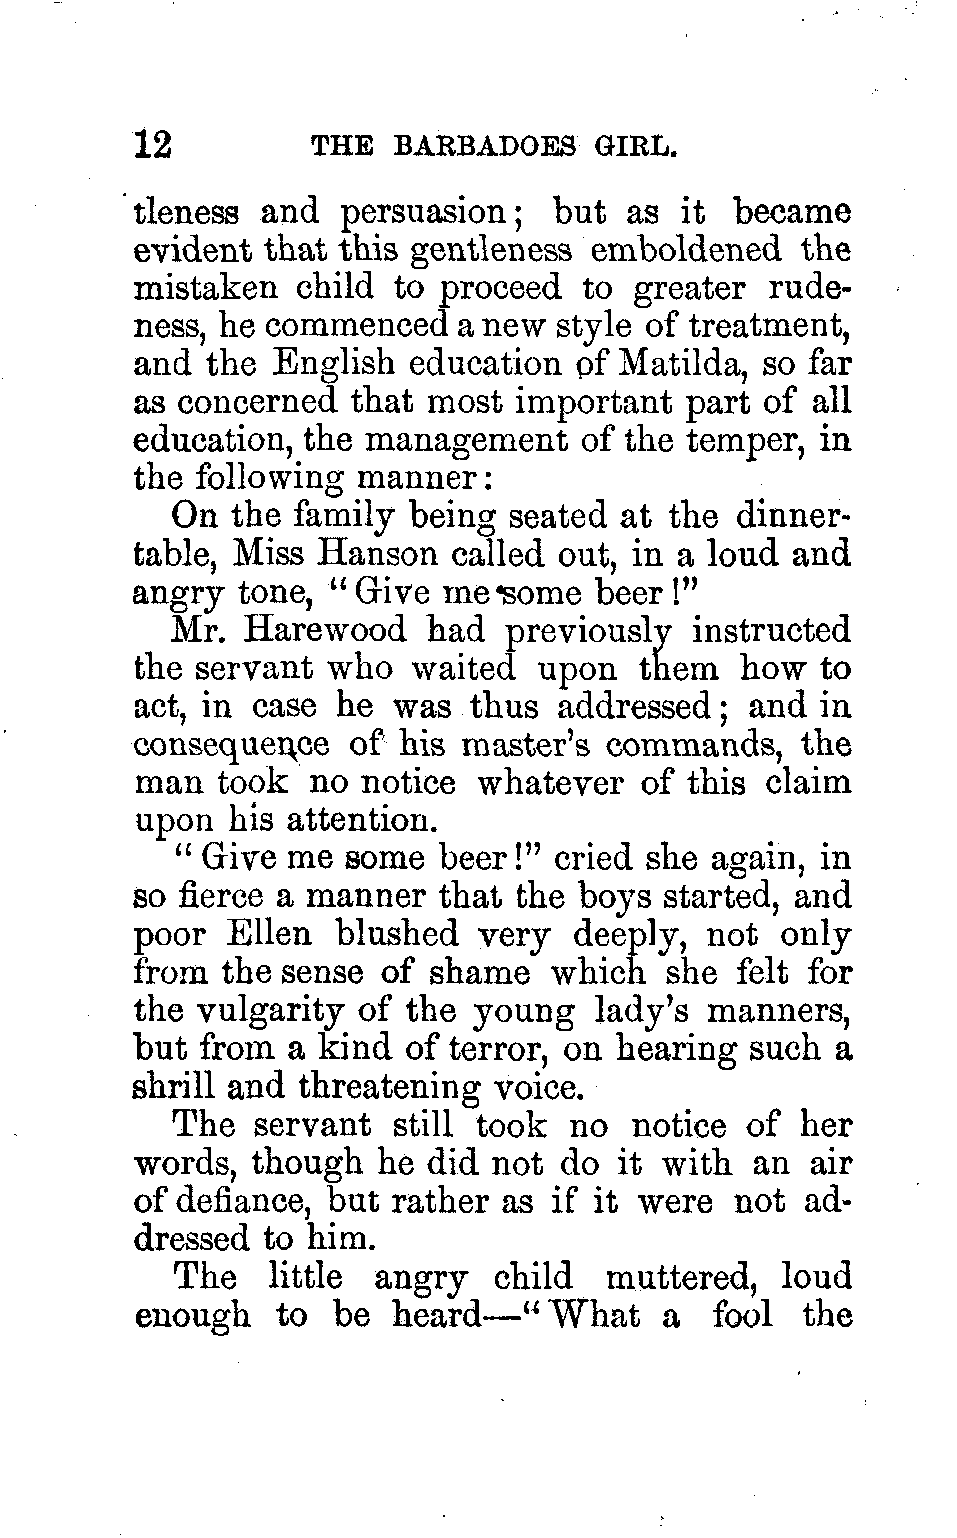 12 THE BARBADOES GIRL.
tleness and persuasion; but as it became
evident that this gentleness emboldened the
mistaken child to proceed to greater rude-
ness, he commenced a new style of treatment,
and the English education of Matilda, so far
as concerned that most important part of all
education, the management of the temper, in
the following manner:
On the family being seated at the dinner-
table, Miss Hanson called out, in a loud and
angry tone, "Give me some beer!"
Mr. Harewood had previously instructed
the servant who waited upon them how to
act, in case he was thus addressed; and in
consequence of his master's commands, the
man took no notice whatever of this claim
upon his attention.
"Give me some beer!" cried she again, in
so fierce a manner that the boys started, and
poor Ellen blushed very deeply, not only
from the sense of shame which she felt for
the vulgarity of the young lady's manners,
but from a kind of terror, on hearing such a
shrill and threatening voice.
The servant still took no notice of her
words, though he did not do it with an air
of defiance, but rather as if it were not ad-
dressed to him.
The little angry child muttered, loud
enough to be heard—"What a fool the